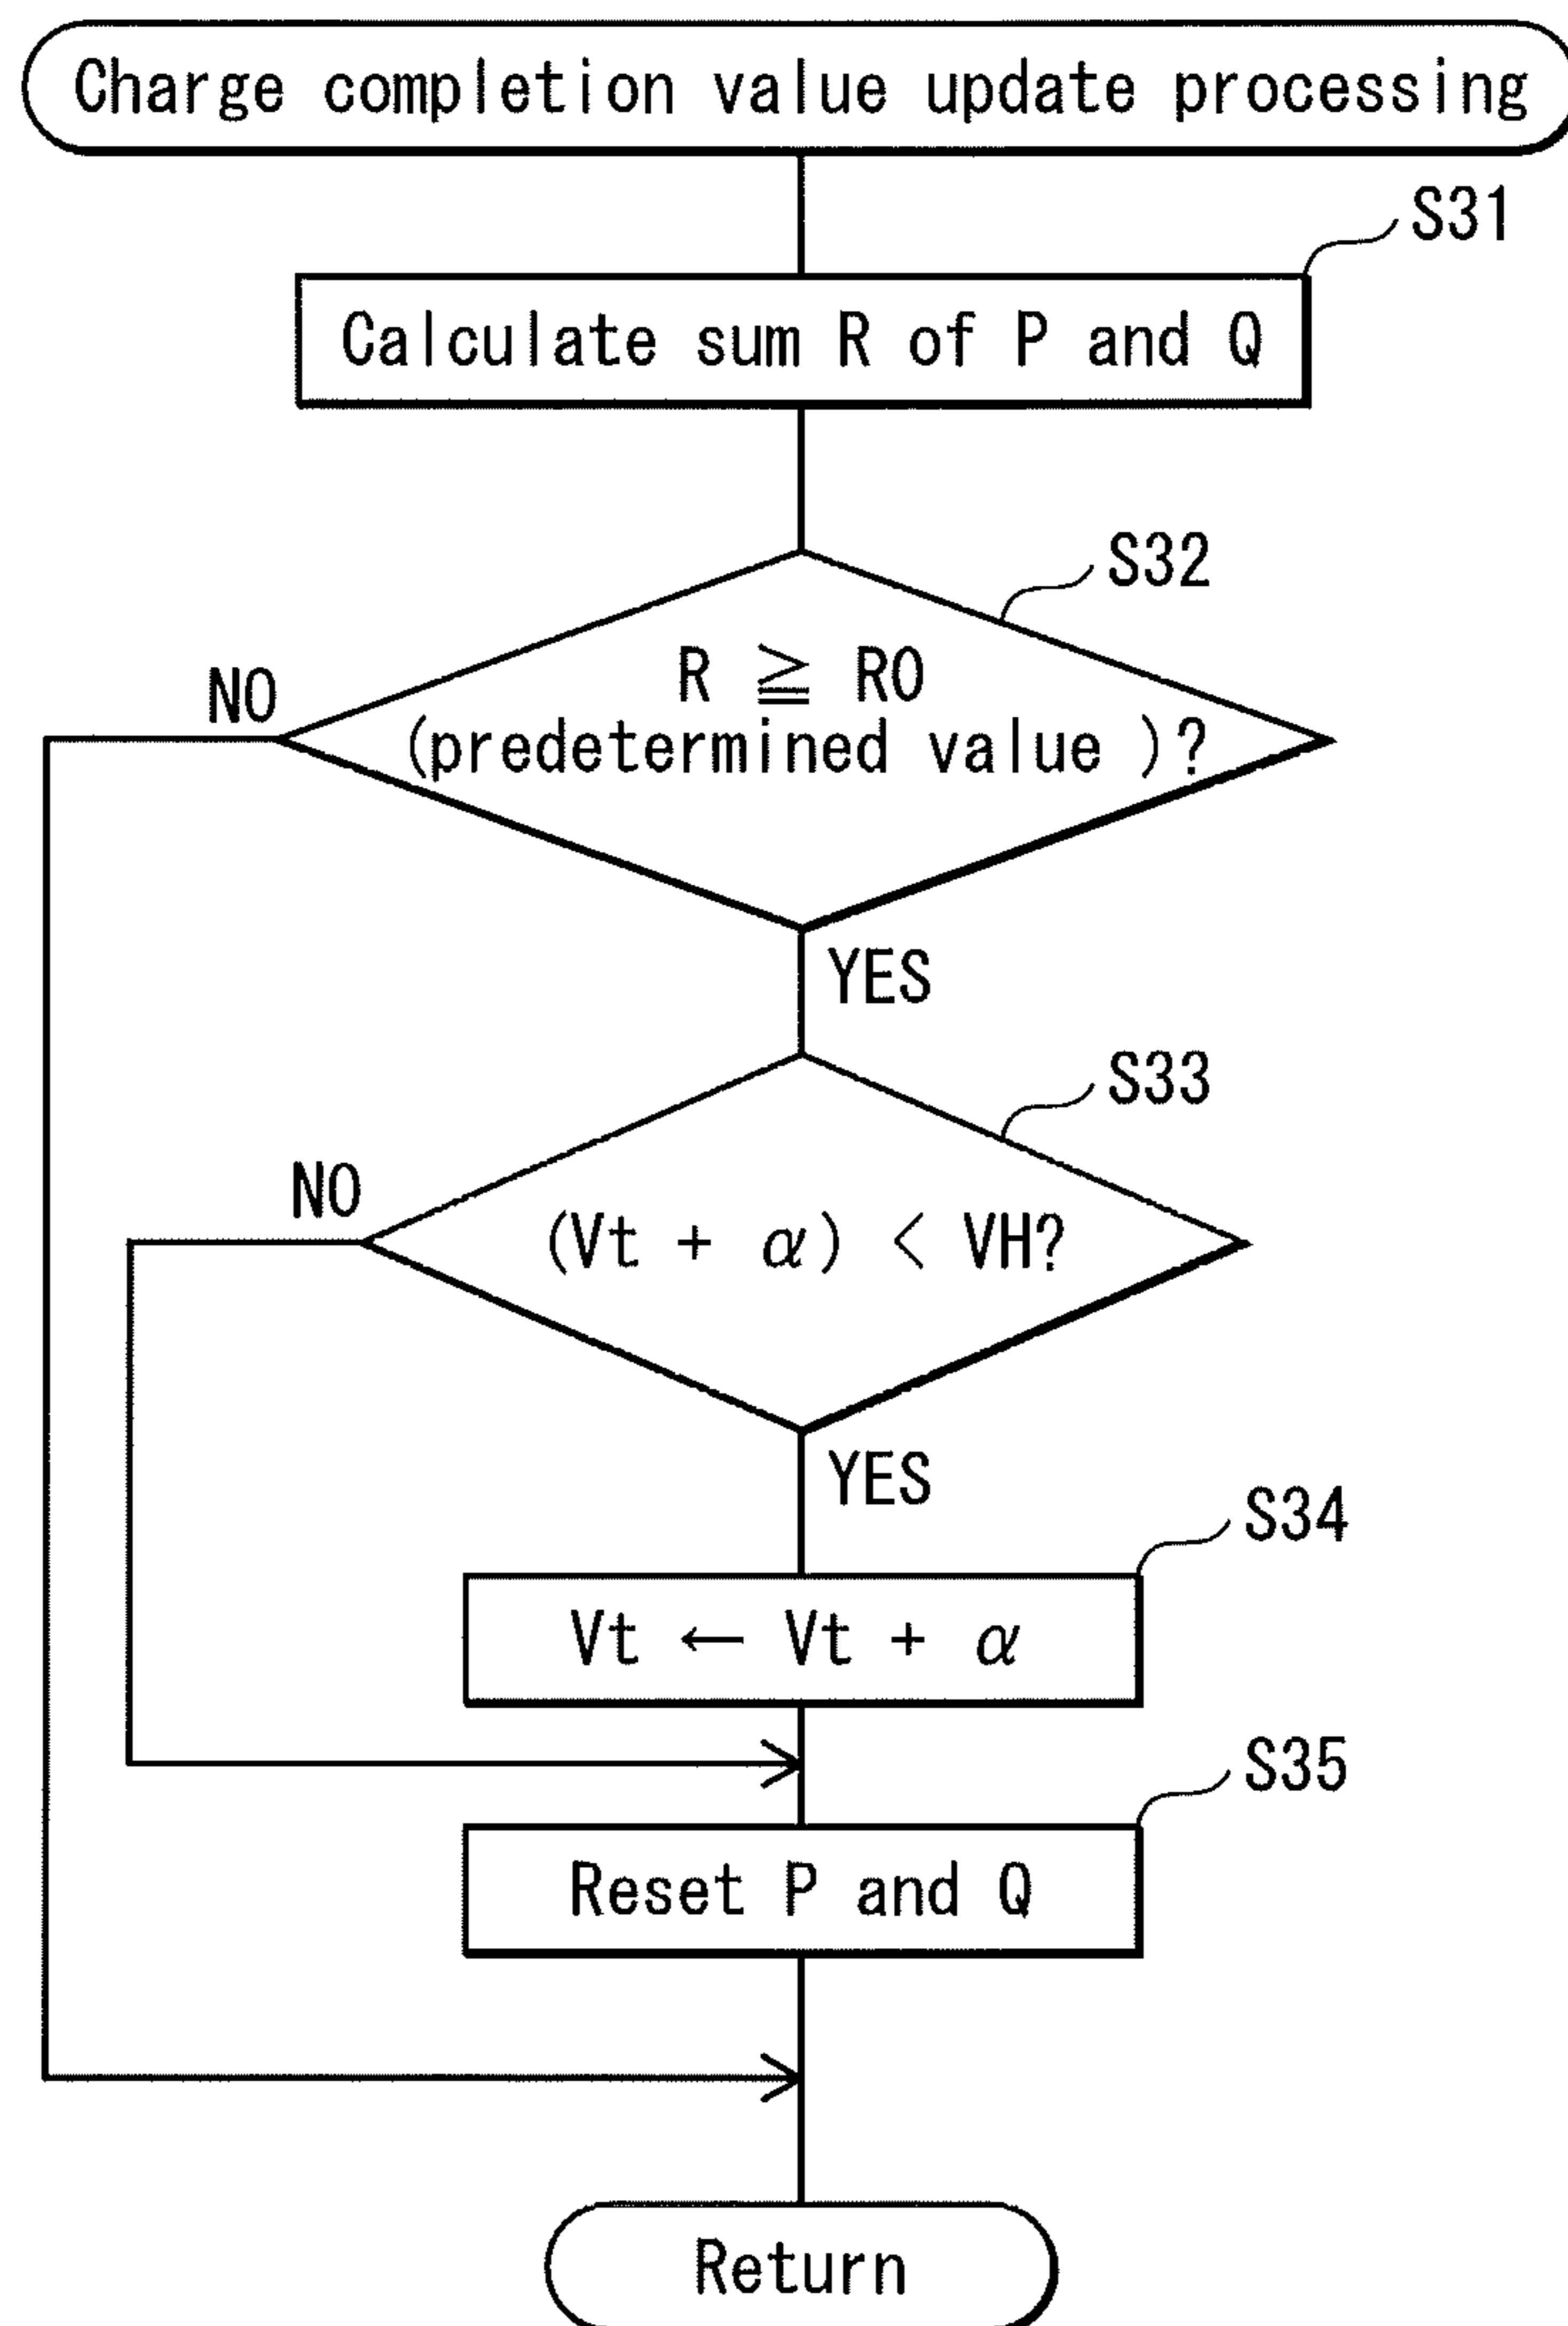 Charge completion value update processing
S31
Calculate sum R of P and Q
S32
R ≧ R0
(predetermined value )?
NO
YES
S33
(Vt + α) < VH?
NO
YES
S34
Vt ← Vt + α
S35
Reset P and Q
Return